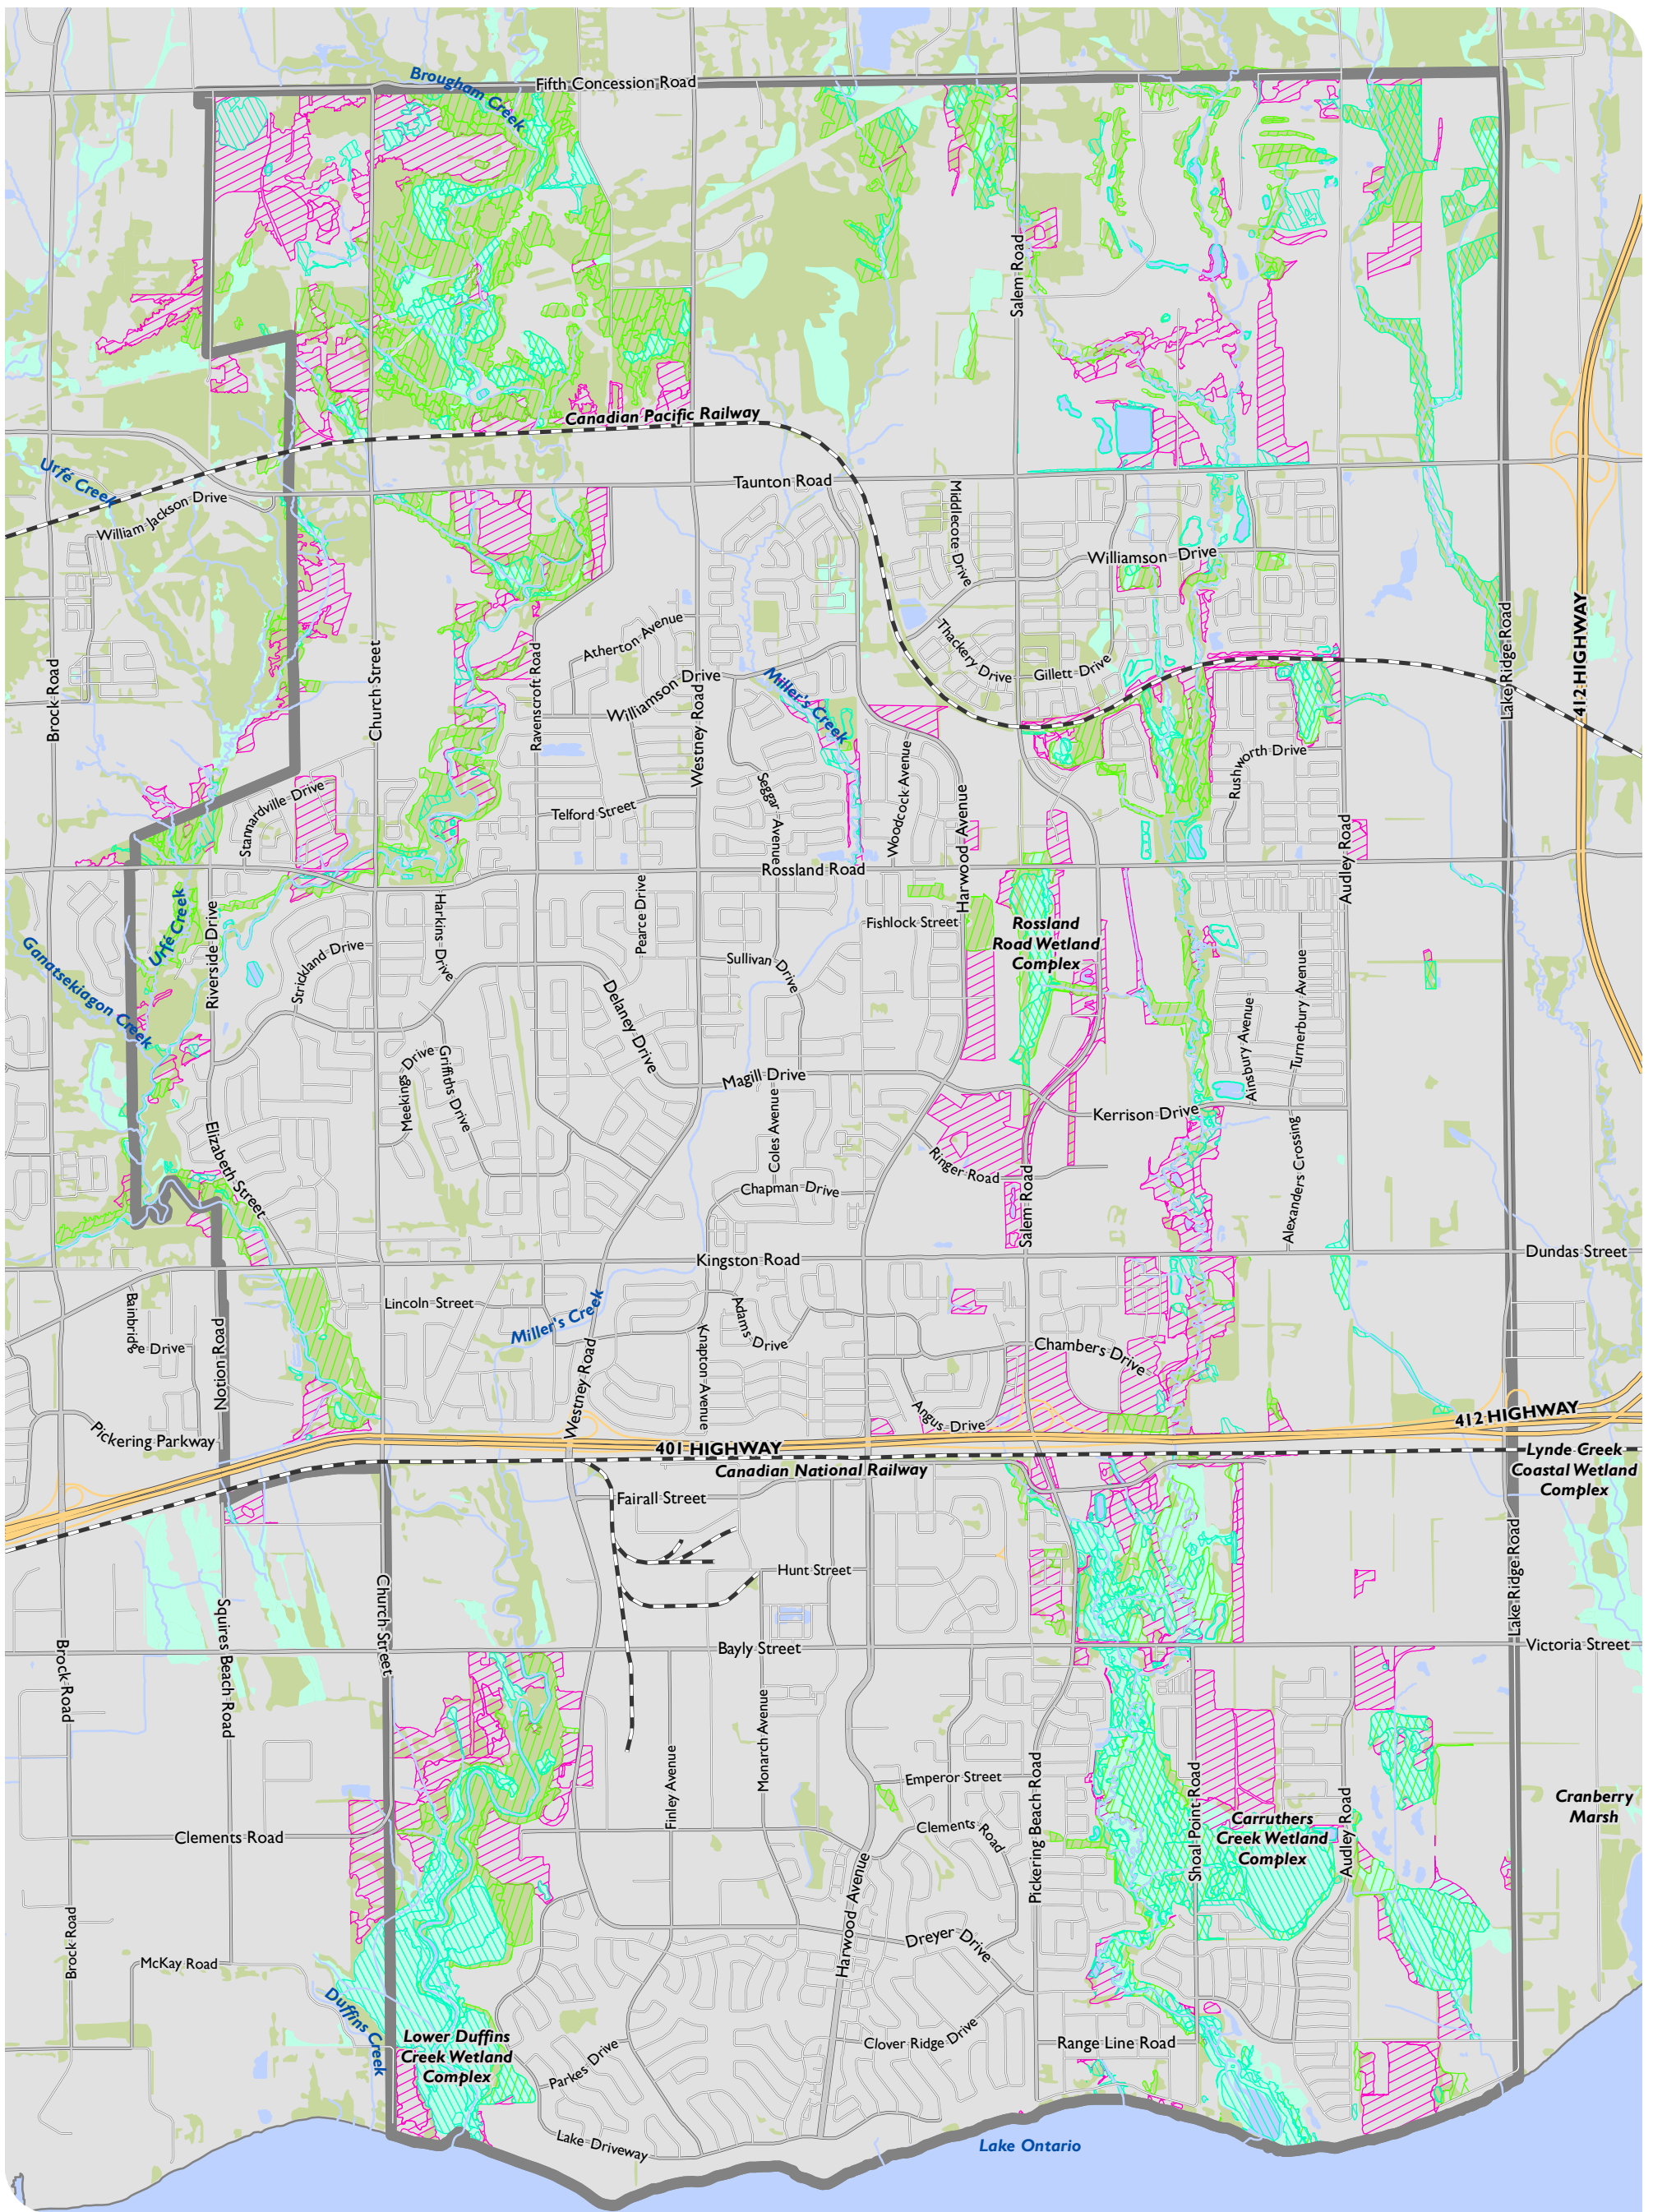 Brougham Creek
Fifth Concession Road
Salem Road
Canadian Pacific Railway
Urfé Creek
William Jackson Drive
Taunton Road
Middlecote Drive
Williamson Drive
412 HIGHWAY
Brock Road
Church Street
Ravenscroft Road
Atherton Avenue
Williamson Drive
Westney Road
Miller's Creek
Thackery Drive
Gillett Drive
Lake Ridge Road
Stannardville Drive
Telford Street
Seggar Avenue
Woodcock Avenue
Harwood Avenue
Rushworth Drive
Audley Road
Rossland Road
Urfé Creek
Ganatsekiagon Creek
Riverside Drive
Strickland Drive
Harkins Drive
Pearce Drive
Sullivan Drive
Fishlock Street
Rossland
Road Wetland
Complex
Delaney Drive
Meekings Drive
Griffiths Drive
Magill Drive
Coles Avenue
Kerrison Drive
Ainsbury Avenue
Turnerbury Avenue
Elizabeth Street
Chapman Drive
Ringer Road
Salem Road
Alexanders Crossing
Kingston Road
Dundas Street
Bainbridge Drive
Notion Road
Lincoln Street
Miller's Creek
Westney Road
Knapton Avenue
Adams Drive
Chambers Drive
Angus Drive
Pickering Parkway
401 HIGHWAY
412 HIGHWAY
Canadian National Railway
Lynde Creek
Coastal Wetland
Complex
Fairall Street
Hunt Street
Brock Road
Squires Beach Road
Church Street
Bayly Street
Victoria Street
Lake Ridge Road
Finley Avenue
Monarch Avenue
Emperor Street
Pickering Beach Road
Shoal Point Road
Audley Road
Carruthers
Creek Wetland
Complex
Cranberry
Marsh
Clements Road
Clements Road
Harwood Avenue
Dreyer Drive
Brock Road
McKay Road
Duffins Creek
Lower Duffins
Creek Wetland
Complex
Parkes Drive
Clover Ridge Drive
Range Line Road
Lake Driveway
Lake Ontario